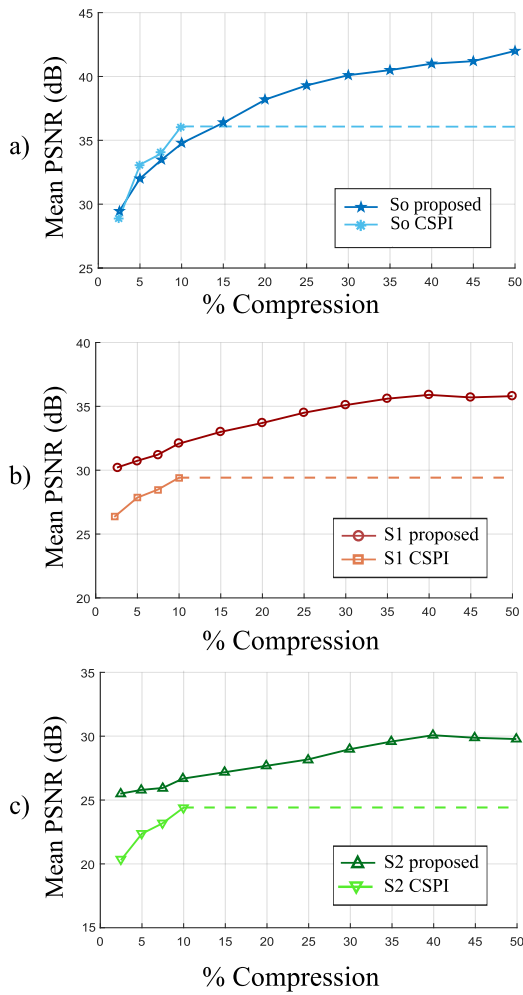 a)
Mean PSNR (dB)
45
40
35
30
25
0 5 10 15 20 25 30 35 40 45 50
% Compression
So proposed
So CSPI
b)
Mean PSNR (dB)
40
35
30
25
20
0 5 10 15 20 25 30 35 40 45 50
% Compression
S1 proposed
S1 CSPI
c)
Mean PSNR (dB)
35
30
25
20
15
0 5 10 15 20 25 30 35 40 45 50
% Compression
S2 proposed
S2 CSPI